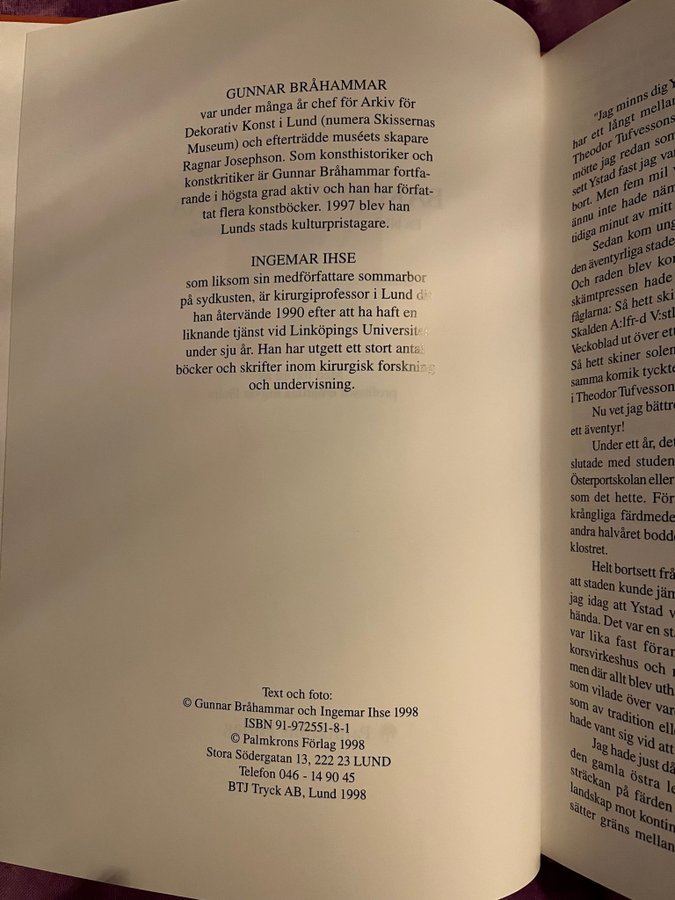 GUNNAR BRÅHAMMAR
var under många år chef för Arkiv för
Dekorativ Konst i Lund (numera Skissernas
Museum) och efterträdde muséets skapare
Ragnar Josephson. Som konsthistoriker och
konstkritiker är Gunnar Bråhammar fortfa-
rande i högsta grad aktiv och han har förfat-
tat flera konstböcker. 1997 blev han
Lunds stads kulturpristagare.
INGEMAR IHSE
som liksom sin medförfattare sommarbor
på sydkusten, är kirurgiprofessor i Lund
han återvände 1990 efter att ha haft en
liknande tjänst vid Linköpings Universitet
under sju år. Han har utgett ett stort antal
böcker och skrifter inom kirurgisk forskning
och undervisning.
Text och foto:
© Gunnar Bråhammar och Ingemar Ihse 1998
ISBN 91-972551-8-1
© Palmkrons Förlag 1998
Stora Södergatan 13, 222 23 LUND
Telefon 046 - 14 90 45
BTJ Tryck AB, Lund 1998
"Jag minns dig
har ett långt
Theodor Tufvessons
mötte jag redan som
sett Ystad fast jag
bort. Men fem mil
ännu inte hade
tidiga minut av mitt
Sedan kom
den äventyrliga
Och raden blev
skämtpressen hade
fåglarna: Så hett
Skalden A:lfr-d V:stl
Veckoblad ut över ett
Så hett skiner solen
samma komik tyckte
i Theodor Tufvesson
Nu vet jag bättre
ett äventyr!
Under ett år,
slutade med
Österportskolan eller
som det hette. För
krångliga
andra halvåret
klostret.
Helt bortsett
att staden kunde
jag idag att Ystad
hända. Det var en
var lika fast
korsvirkeshus och
men där allt blev
som vilade över
som av tradition
hade vant sig vid att
Jag hade just
den gamla östra
sträckan på färden
landskap mot
sätter gräns